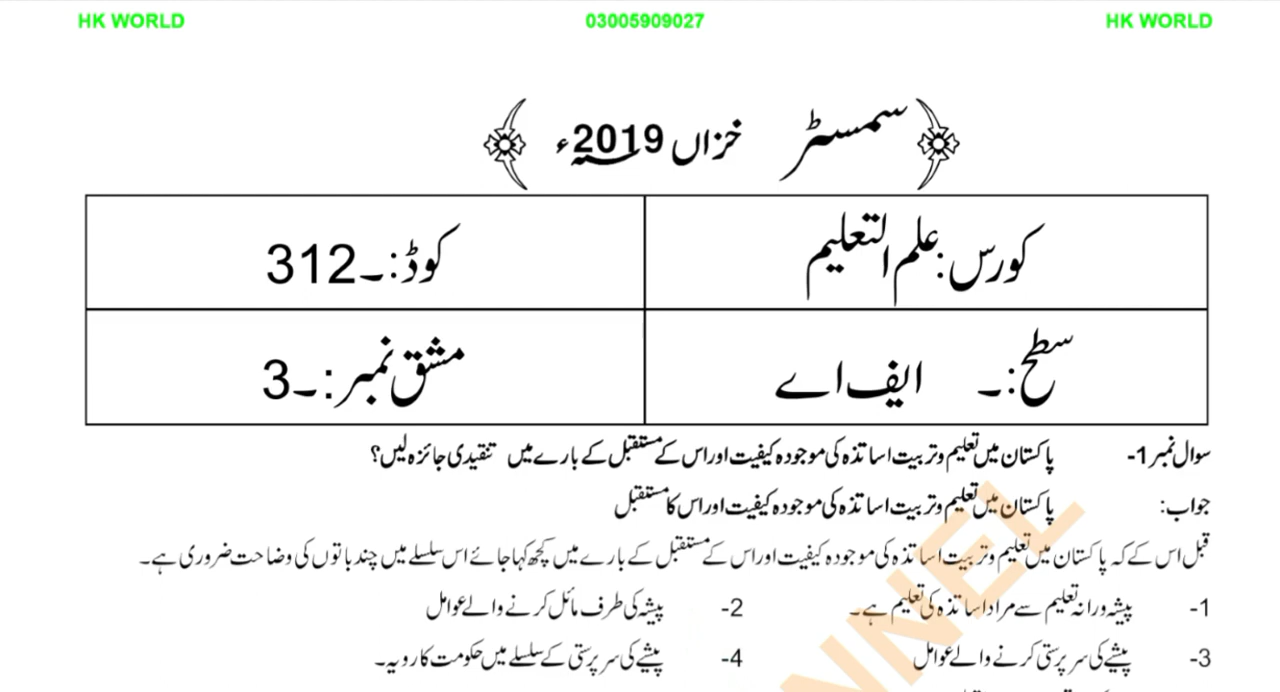 HK WORLD 03005909027 HK WORLD
سمسٹر خزاں 2019ء
کورس: علم التعلیم کوڈ:۔312
سطح:۔ ایف اے مشق نمبر:۔3
سوال نمبر 1- پاکستان میں تعلیم و تربیت اساتذہ کی موجودہ کیفیت اور اس کے مستقبل کے بارے میں تنقیدی جائزہ لیں؟
جواب: پاکستان میں تعلیم و تربیت اساتذہ کی موجودہ کیفیت اور اس کا مستقبل
قبل اس کے کہ پاکستان میں تعلیم و تربیت اساتذہ کی موجودہ کیفیت اور اس کے مستقبل کے بارے میں کچھ کہا جائے اس سلسلے میں چند باتوں کی وضاحت ضروری ہے۔
1- پیشہ ورانہ تعلیم سے مراد اساتذہ کی تعلیم ہے۔ 2- پیشہ کی طرف مائل کرنے والے عوامل
3- پیشے کی سرپرستی کرنے والے عوامل 4- پیشے کی سرپرستی کے سلسلے میں حکومت کا رویہ۔
NNEL